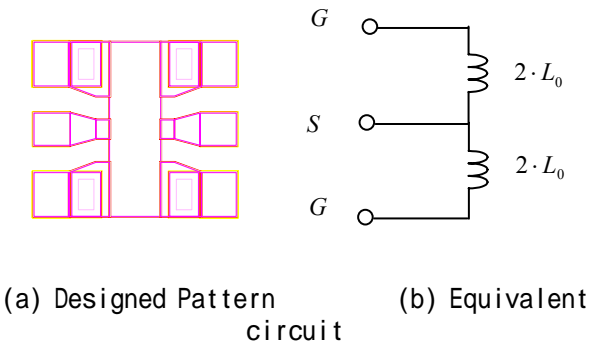 G
2 · L₀
S
2 · L₀
G
(a) Designed Pattern (b) Equivalent
circuit